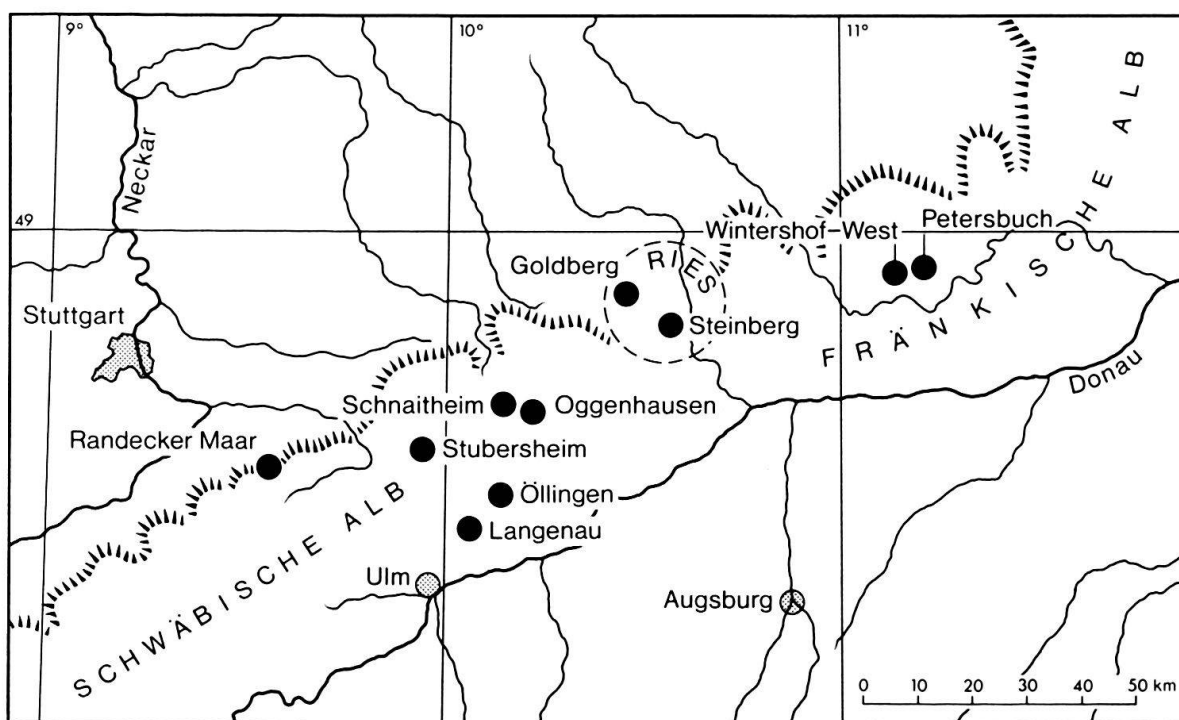 9°
10°
11°
Neckar
49
Wintershof-West
Petersbuch
FRÄNKISCHE ALB
RIES
Goldberg
Steinberg
Stuttgart
Donau
Schnaitheim
Oggenhausen
Randecker Maar
Stubersheim
Öllingen
Langenau
SCHWÄBISCHE ALB
Ulm
Augsburg
0 10 20 30 40 50 km